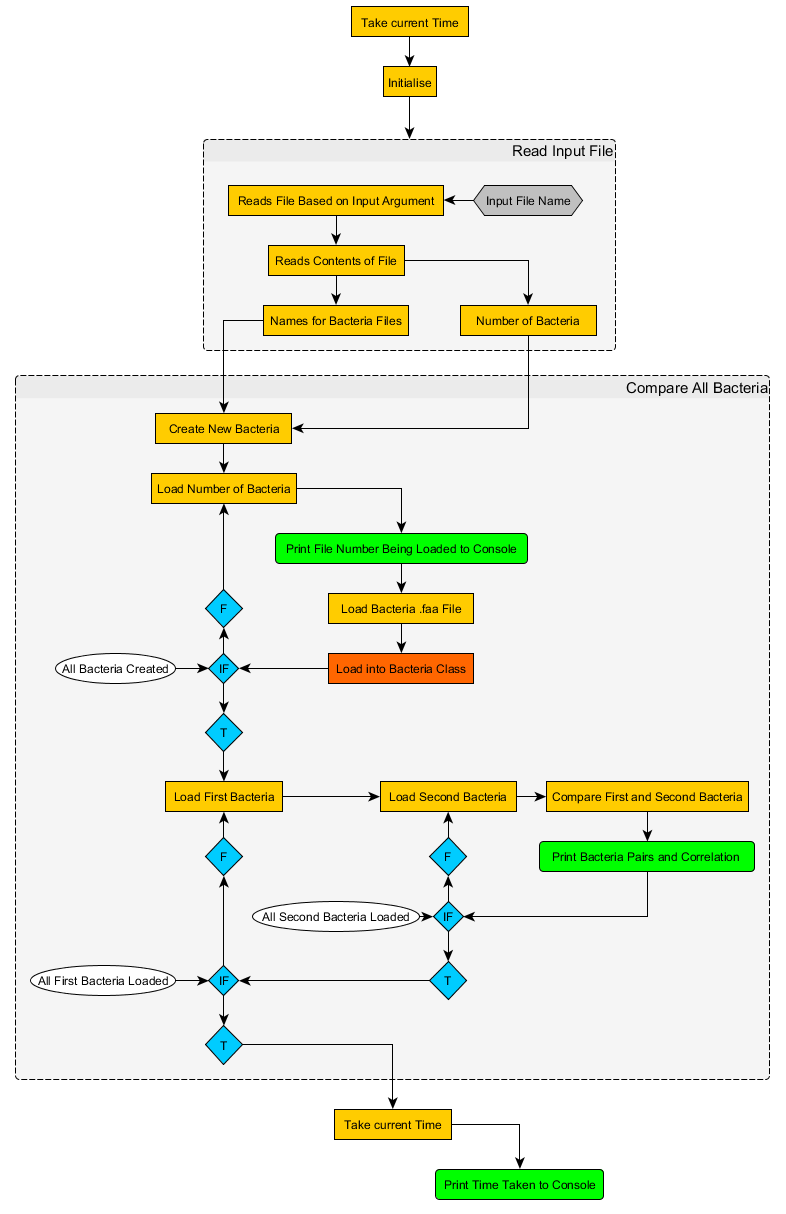 Take current Time
Initialise
Read Input File
Reads File Based on Input Argument
Input File Name
Reads Contents of File
Names for Bacteria Files
Number of Bacteria
Compare All Bacteria
Create New Bacteria
Load Number of Bacteria
Print File Number Being Loaded to Console
Load Bacteria .faa File
F
All Bacteria Created
IF
Load into Bacteria Class
T
Load First Bacteria
Load Second Bacteria
Compare First and Second Bacteria
F
F
Print Bacteria Pairs and Correlation
All Second Bacteria Loaded
IF
All First Bacteria Loaded
IF
T
T
Take current Time
Print Time Taken to Console